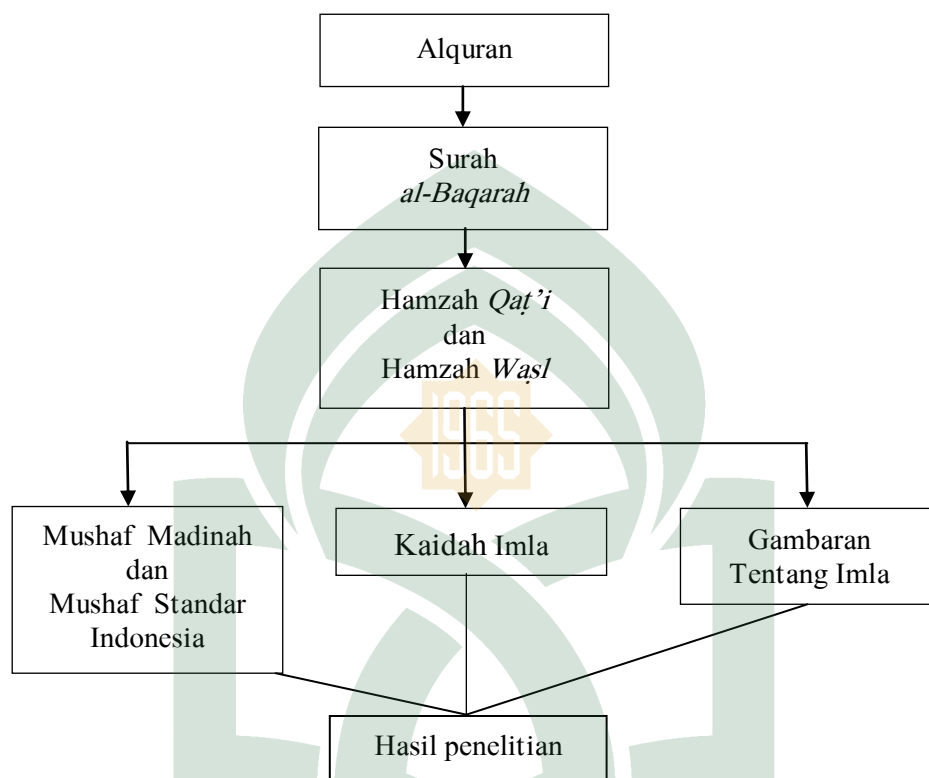 Alquran
Surah
al-Baqarah
Hamzah Qaṭ’i
dan
Hamzah Waṣl
1965
Mushaf Madinah
dan
Mushaf Standar
Indonesia
Kaidah Imla
Gambaran
Tentang Imla
Hasil penelitian